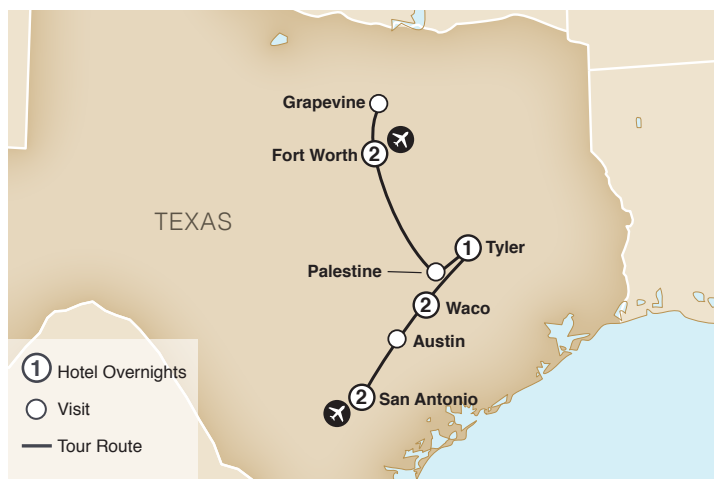 Grapevine
Fort Worth 2
TEXAS
1 Tyler
Palestine
2 Waco
Austin
2 San Antonio
1 Hotel Overnights
Visit
Tour Route